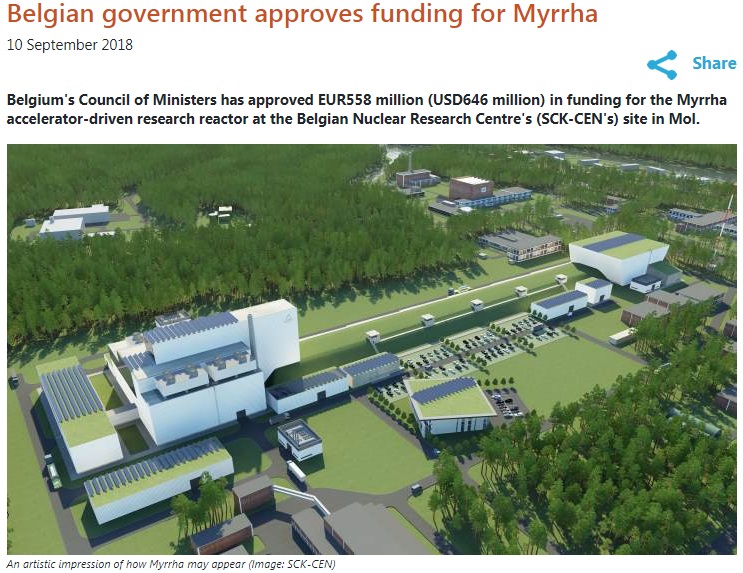 Belgian government approves funding for Myrrha
10 September 2018
Share
Belgium's Council of Ministers has approved EUR558 million (USD646 million) in funding for the Myrrha
accelerator-driven research reactor at the Belgian Nuclear Research Centre's (SCK-CEN's) site in Mol.
An artistic impression of how Myrrha may appear (Image: SCK-CEN)